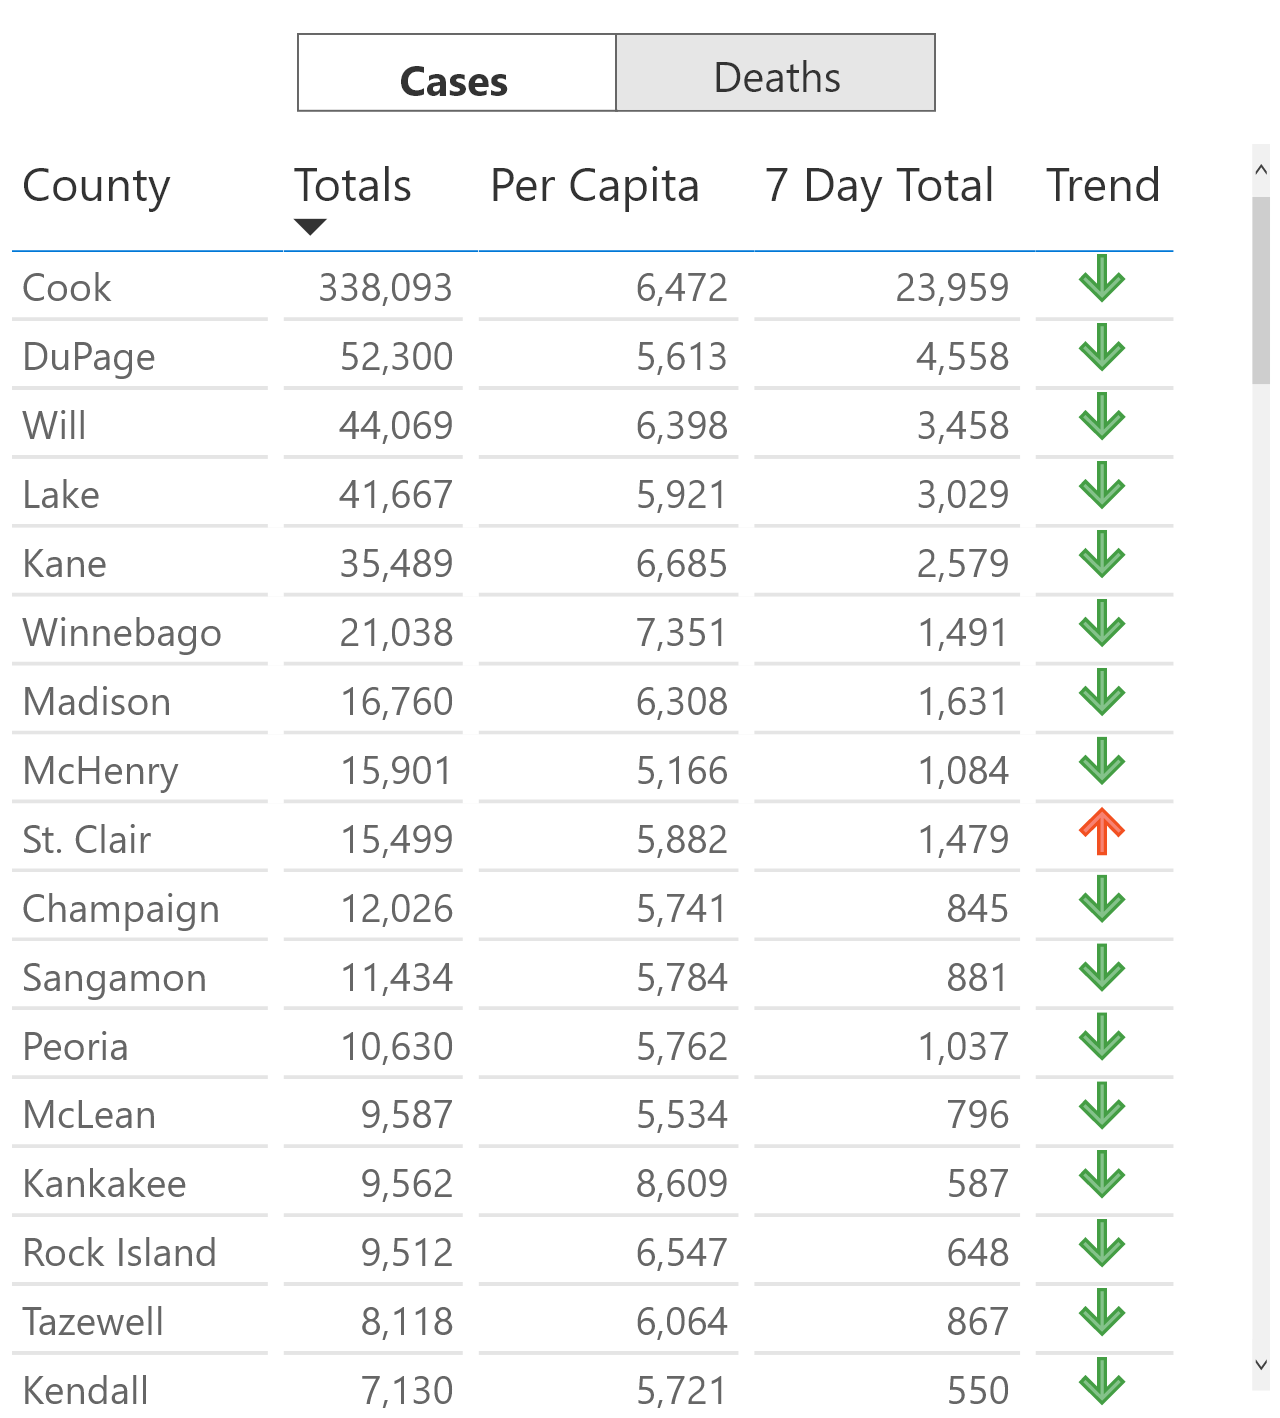 Cases Deaths
County Totals Per Capita 7 Day Total Trend
Cook 338,093 6,472 23,959
DuPage 52,300 5,613 4,558
Will 44,069 6,398 3,458
Lake 41,667 5,921 3,029
Kane 35,489 6,685 2,579
Winnebago 21,038 7,351 1,491
Madison 16,760 6,308 1,631
McHenry 15,901 5,166 1,084
St. Clair 15,499 5,882 1,479
Champaign 12,026 5,741 845
Sangamon 11,434 5,784 881
Peoria 10,630 5,762 1,037
McLean 9,587 5,534 796
Kankakee 9,562 8,609 587
Rock Island 9,512 6,547 648
Tazewell 8,118 6,064 867
Kendall 7,130 5,721 550